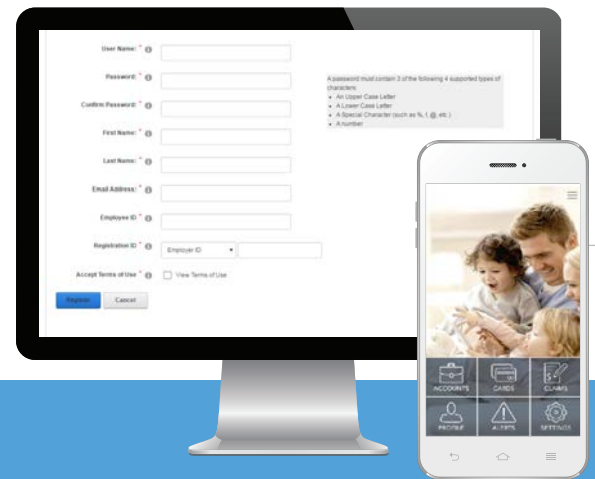 User Name: *
Password: *
Confirm Password: *
First Name: *
Last Name: *
Email Address: *
Employee ID *
Registration ID * Employer ID
Accept Terms of Use * View Terms of Use
Register Cancel
A password must contain 3 of the following 4 supported types of
characters:
• An Upper Case Letter
• A Lower Case Letter
• A Special Character (such as %, !, @, etc.)
• A number
ACCOUNTS CARDS CLAIMS
PROFILE ALERTS SETTINGS